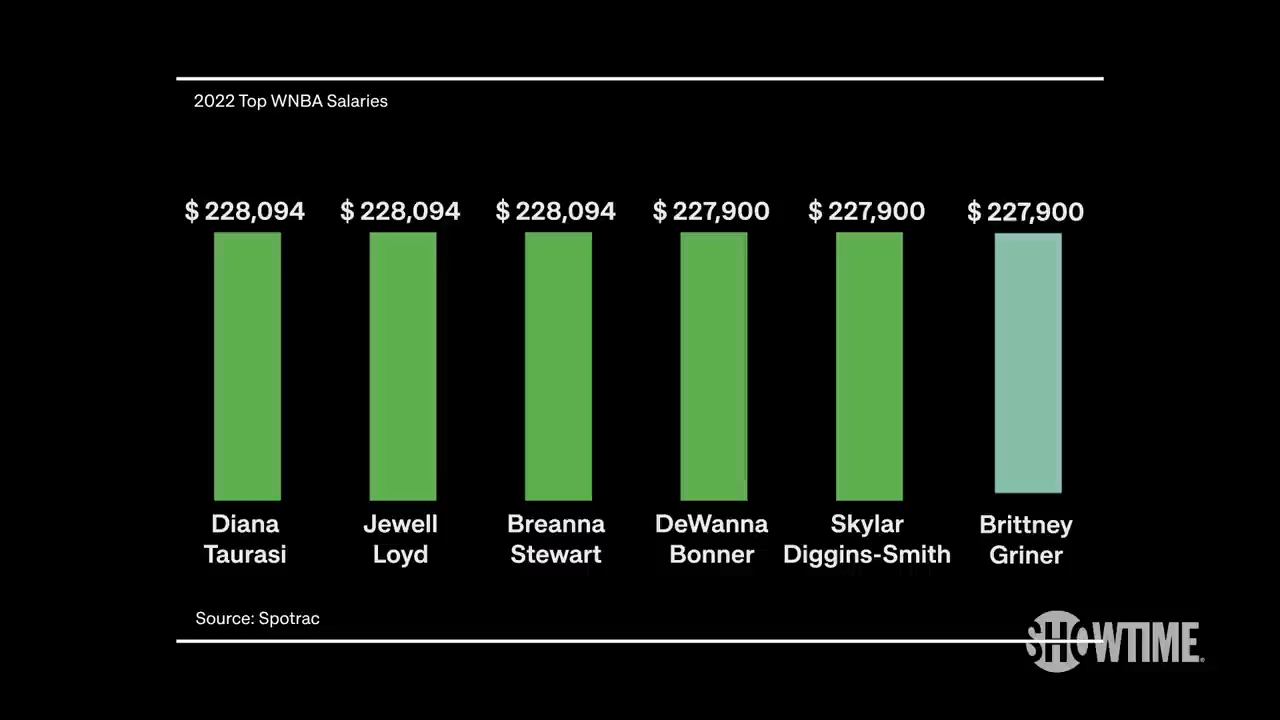 2022 Top WNBA Salaries
$ 228,094 $ 228,094 $ 228,094 $ 227,900 $ 227,900 $ 227,900
Diana Taurasi
Jewell Loyd
Breanna Stewart
DeWanna Bonner
Skylar Diggins-Smith
Brittney Griner
Source: Spotrac
SHOWTIME®